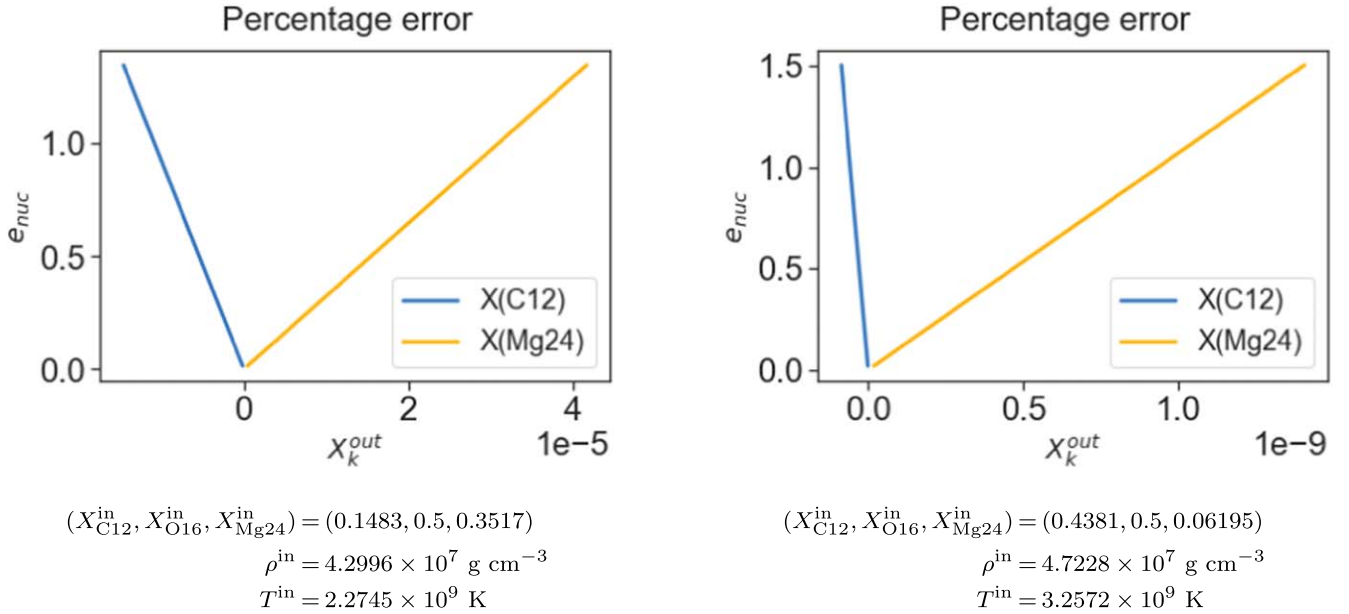 Percentage error
1.0
0.5
0.0
e_nuc
X(C12)
X(Mg24)
0 2 4
1e−5
X_k^out
(X_C12^in, X_O16^in, X_Mg24^in) = (0.1483, 0.5, 0.3517)
ρ^in = 4.2996 × 10^7 g cm^−3
T^in = 2.2745 × 10^9 K
Percentage error
1.5
1.0
0.5
0.0
e_nuc
X(C12)
X(Mg24)
0.0 0.5 1.0
1e−9
X_k^out
(X_C12^in, X_O16^in, X_Mg24^in) = (0.4381, 0.5, 0.06195)
ρ^in = 4.7228 × 10^7 g cm^−3
T^in = 3.2572 × 10^9 K